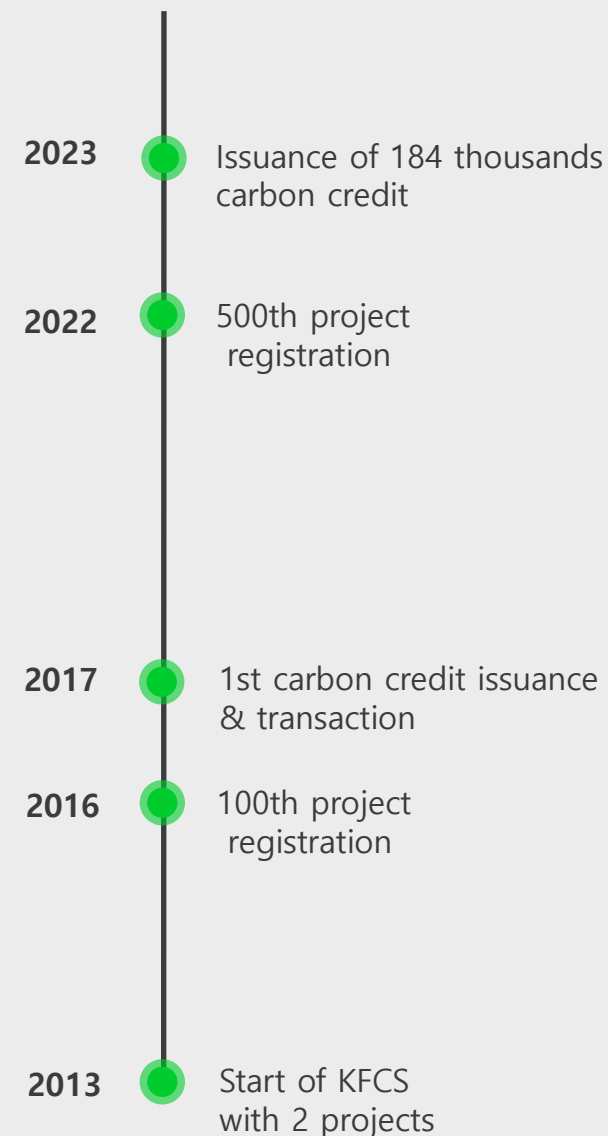 2023
Issuance of 184 thousands
carbon credit
2022
500th project
registration
2017
1st carbon credit issuance
& transaction
2016
100th project
registration
2013
Start of KFCS
with 2 projects